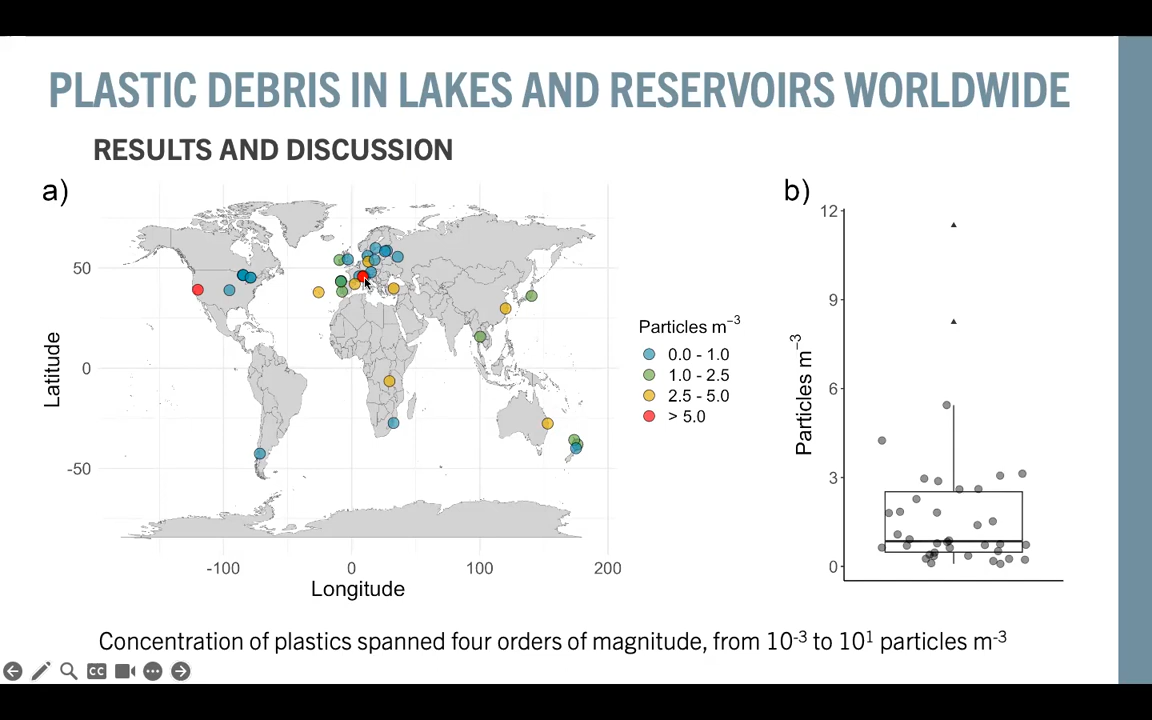 PLASTIC DEBRIS IN LAKES AND RESERVOIRS WORLDWIDE
RESULTS AND DISCUSSION
a)
50
0
-50
Latitude
-100
0
100
200
Longitude
Particles m⁻³
0.0 - 1.0
1.0 - 2.5
2.5 - 5.0
> 5.0
b)
12
9
6
3
0
Particles m⁻³
Concentration of plastics spanned four orders of magnitude, from 10⁻³ to 10¹ particles m⁻³
CC